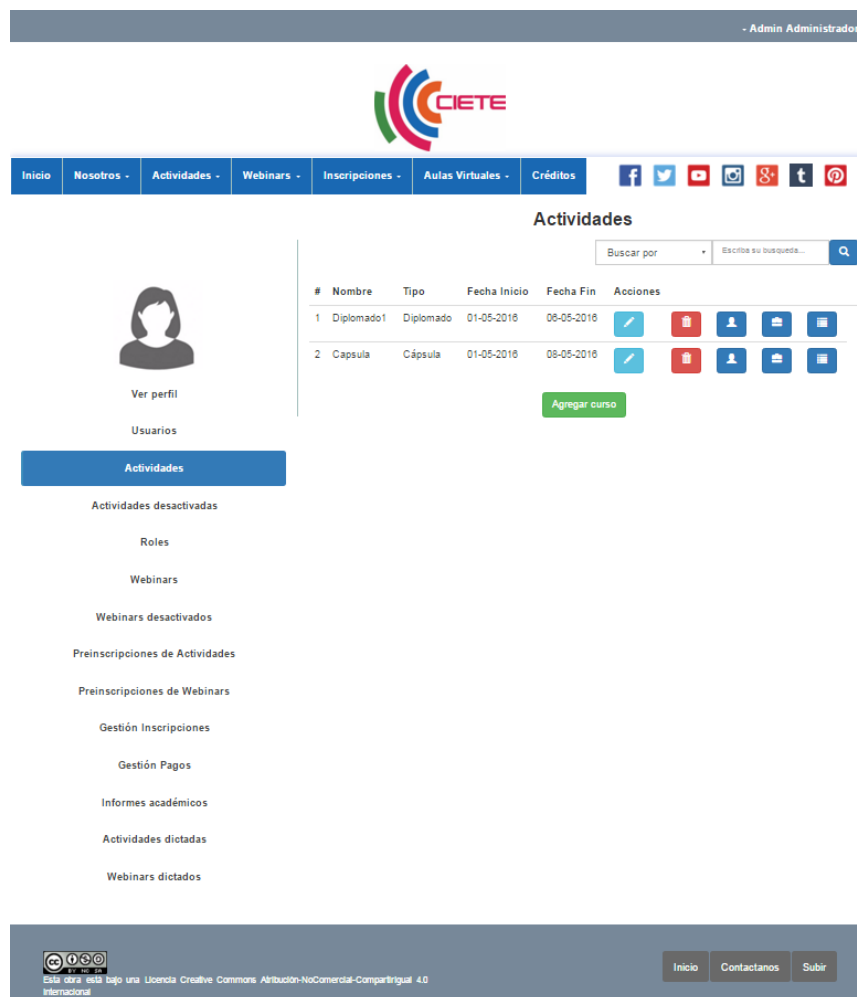 - Admin Administrador
CIETE
Inicio Nosotros - Actividades - Webinars - Inscripciones - Aulas Virtuales - Créditos
Actividades
Buscar por Escriba su busqueda...
# Nombre Tipo Fecha Inicio Fecha Fin Acciones
1 Diplomado1 Diplomado 01-05-2016 06-05-2016
2 Capsula Cápsula 01-05-2016 08-05-2016
Agregar curso
Ver perfil
Usuarios
Actividades
Actividades desactivadas
Roles
Webinars
Webinars desactivados
Preinscripciones de Actividades
Preinscripciones de Webinars
Gestión Inscripciones
Gestión Pagos
Informes académicos
Actividades dictadas
Webinars dictados
cc BY NC SA
Esta obra está bajo una Licencia Creative Commons Atribución-NoComercial-CompartirIgual 4.0
Internacional
Inicio Contactanos Subir